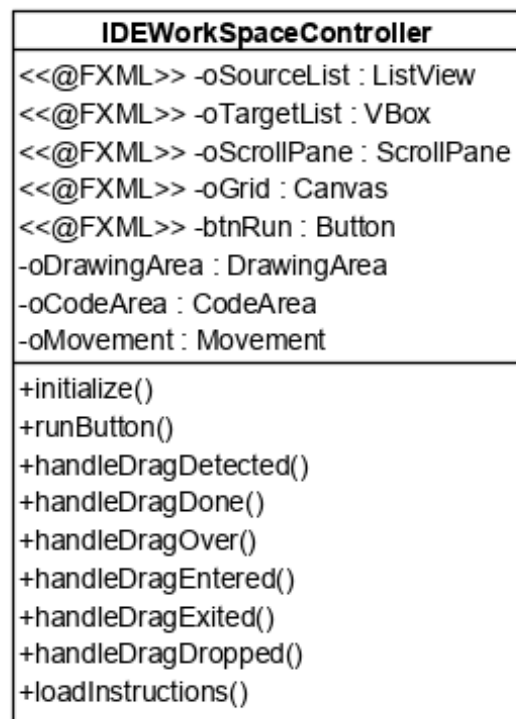 IDEWorkSpaceController
<<@FXML>> -oSourceList : ListView
<<@FXML>> -oTargetList : VBox
<<@FXML>> -oScrollPane : ScrollPane
<<@FXML>> -oGrid : Canvas
<<@FXML>> -btnRun : Button
-oDrawingArea : DrawingArea
-oCodeArea : CodeArea
-oMovement : Movement
+initialize()
+runButton()
+handleDragDetected()
+handleDragDone()
+handleDragOver()
+handleDragEntered()
+handleDragExited()
+handleDragDropped()
+loadInstructions()